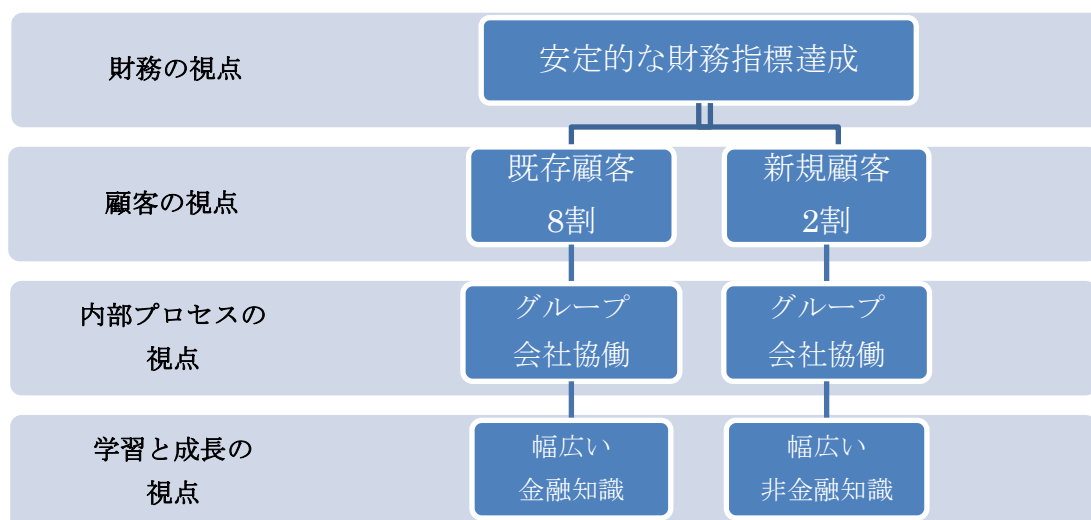 財務の視点
安定的な財務指標達成
顧客の視点
既存顧客
8割
新規顧客
2割
内部プロセスの
視点
グループ
会社協働
グループ
会社協働
学習と成長の
視点
幅広い
金融知識
幅広い
非金融知識